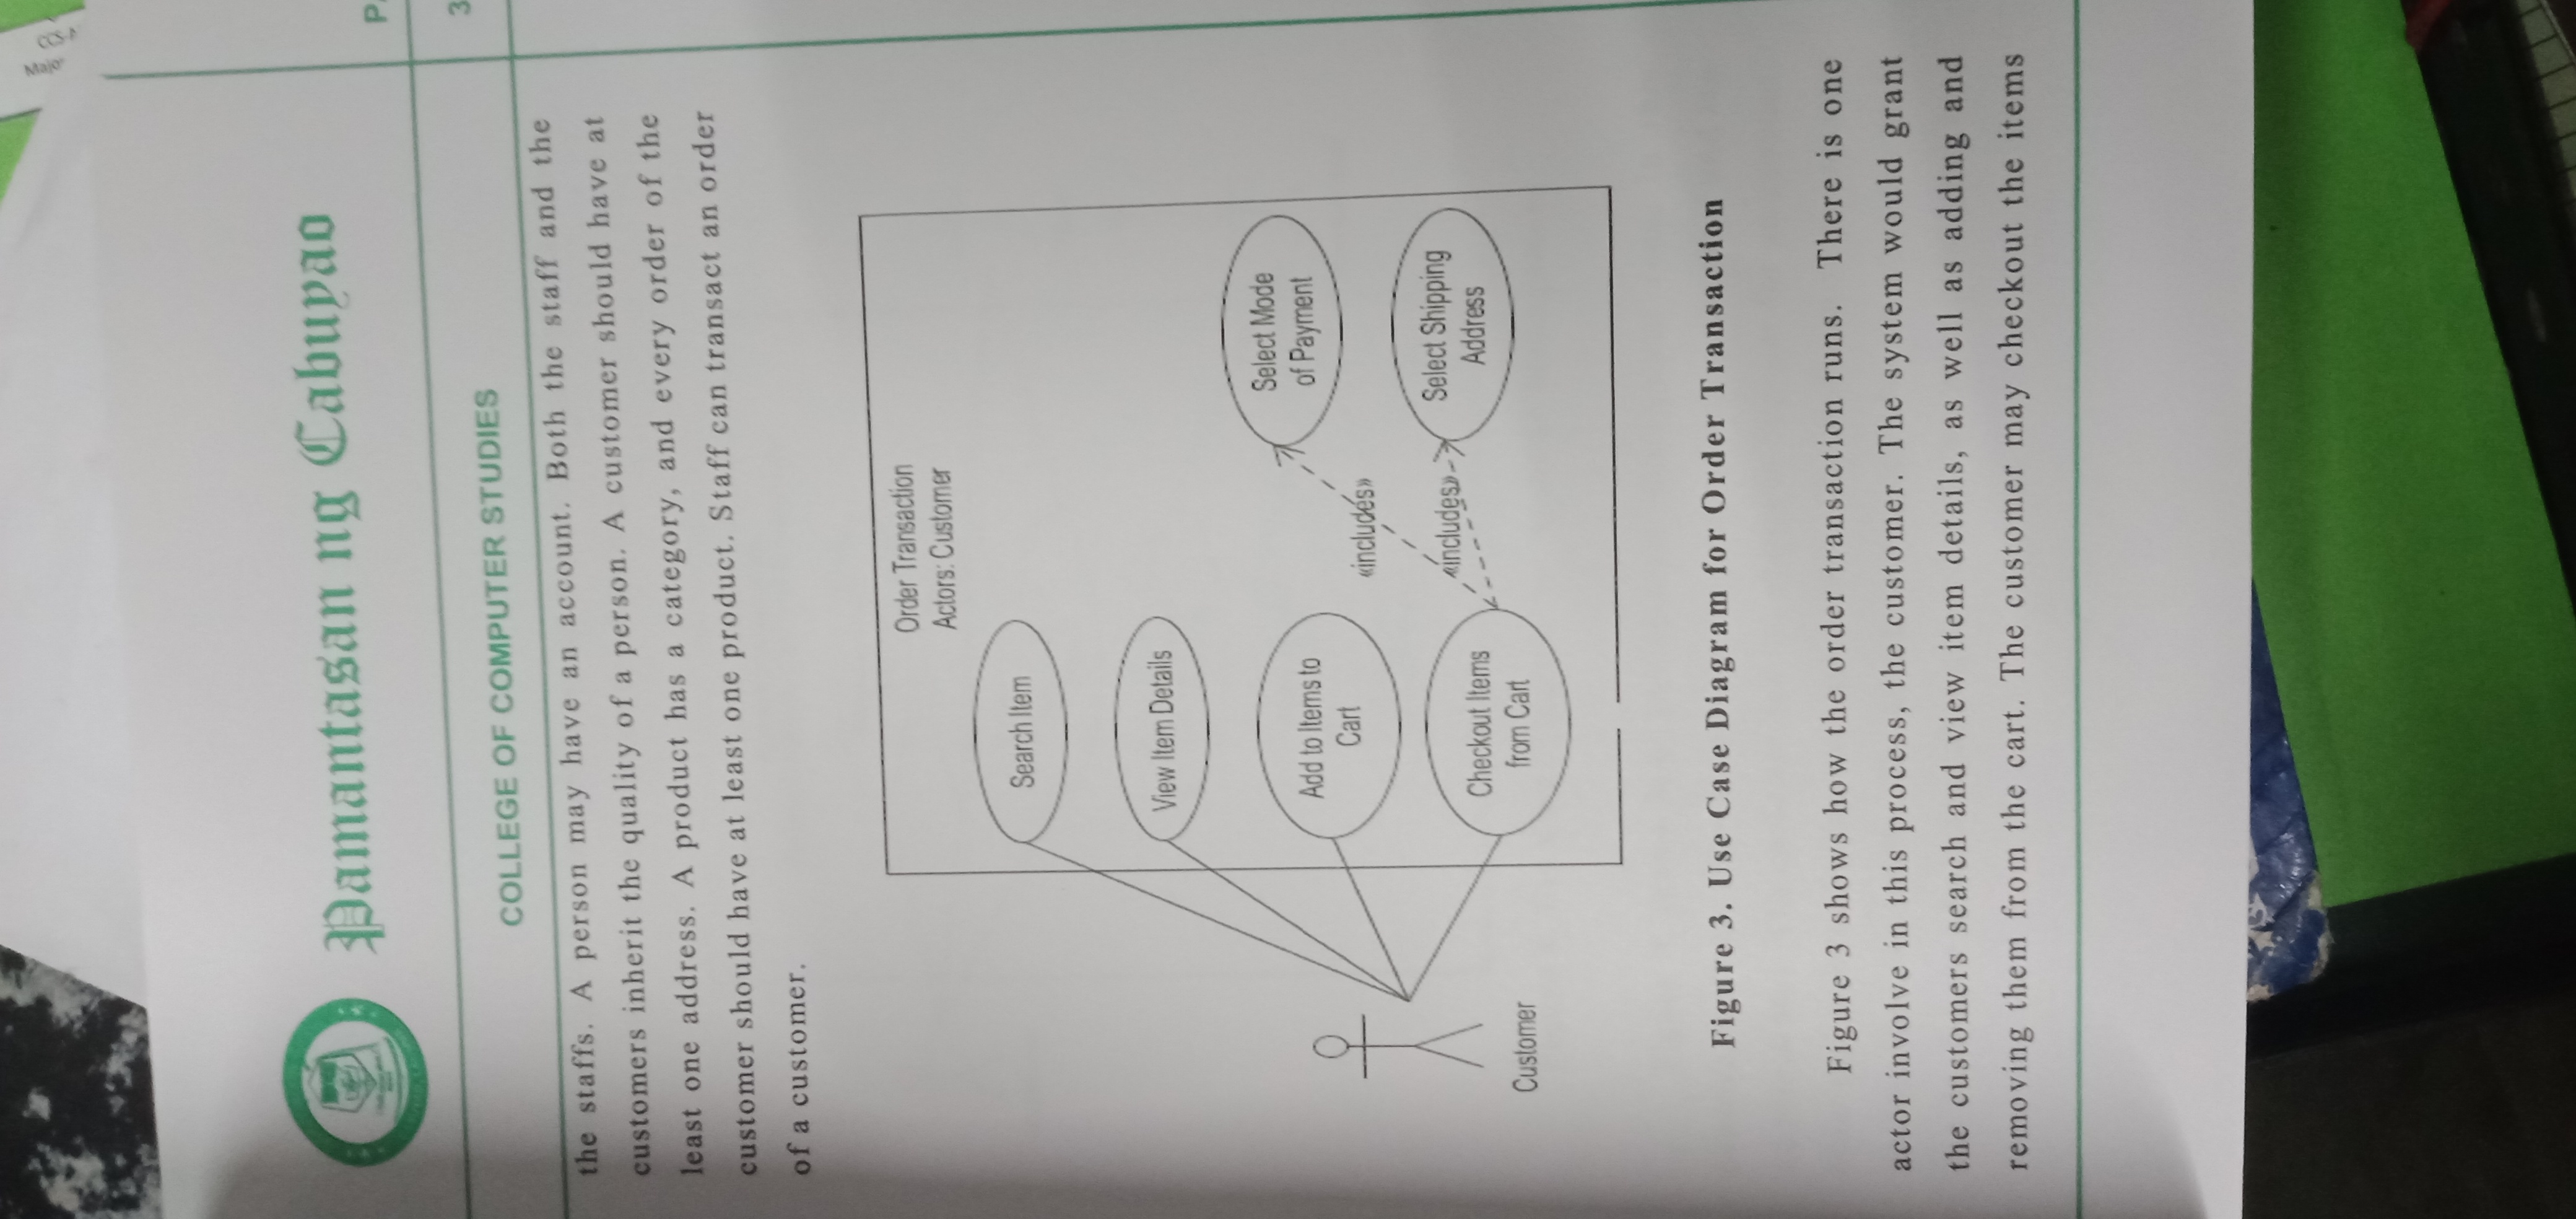 CCS-
Major
Pamantasan ng Cabuyao
P
COLLEGE OF COMPUTER STUDIES
3
the staffs. A person may have an account. Both the staff and the
customers inherit the quality of a person. A customer should have at
least one address. A product has a category, and every order of the
customer should have at least one product. Staff can transact an order
of a customer.
Order Transaction
Actors: Customer
Search Item
View Item Details
Add to Items to
Cart
Checkout Items
from Cart
«includes»
«includes»
Select Mode
of Payment
Select Shipping
Address
Customer
Figure 3. Use Case Diagram for Order Transaction
Figure 3 shows how the order transaction runs. There is one
actor involve in this process, the customer. The system would grant
the customers search and view item details, as well as adding and
removing them from the cart. The customer may checkout the items